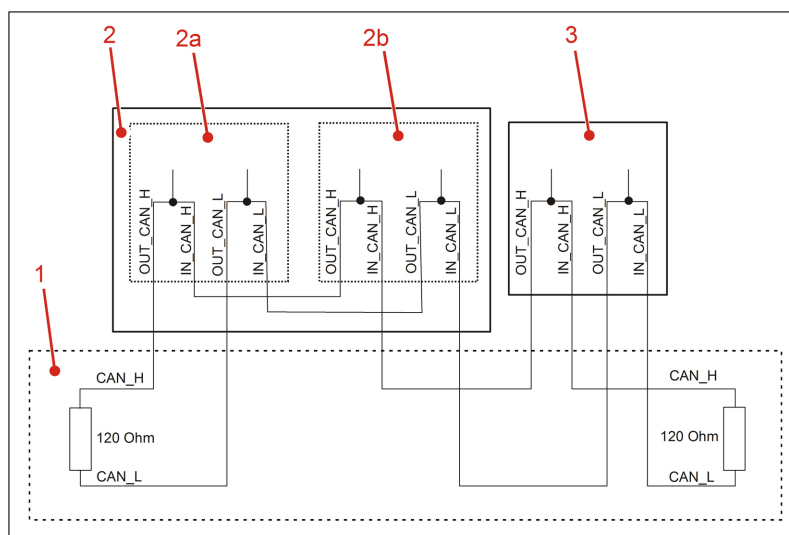 2
2a
2b
3
OUT_CAN_H
IN_CAN_H
OUT_CAN_L
IN_CAN_L
OUT_CAN_H
IN_CAN_H
OUT_CAN_L
IN_CAN_L
OUT_CAN_H
IN_CAN_H
OUT_CAN_L
IN_CAN_L
1
CAN_H
CAN_H
120 Ohm
120 Ohm
CAN_L
CAN_L